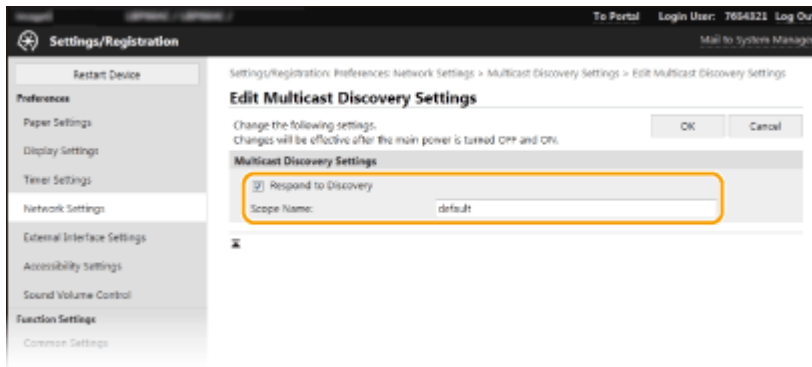 To Portal Login User: 7654321 Log Ou
Settings/Registration
Mail to System Manager
Restart Device
Preferences
Paper Settings
Display Settings
Timer Settings
Network Settings
External Interface Settings
Accessibility Settings
Sound Volume Control
Function Settings
Common Settings
Settings/Registration: Preferences: Network Settings > Multicast Discovery Settings > Edit Multicast Discovery Settings
Edit Multicast Discovery Settings
Change the following settings.
Changes will be effective after the main power is turned OFF and ON.
OK Cancel
Multicast Discovery Settings
Respond to Discovery
Scope Name: default